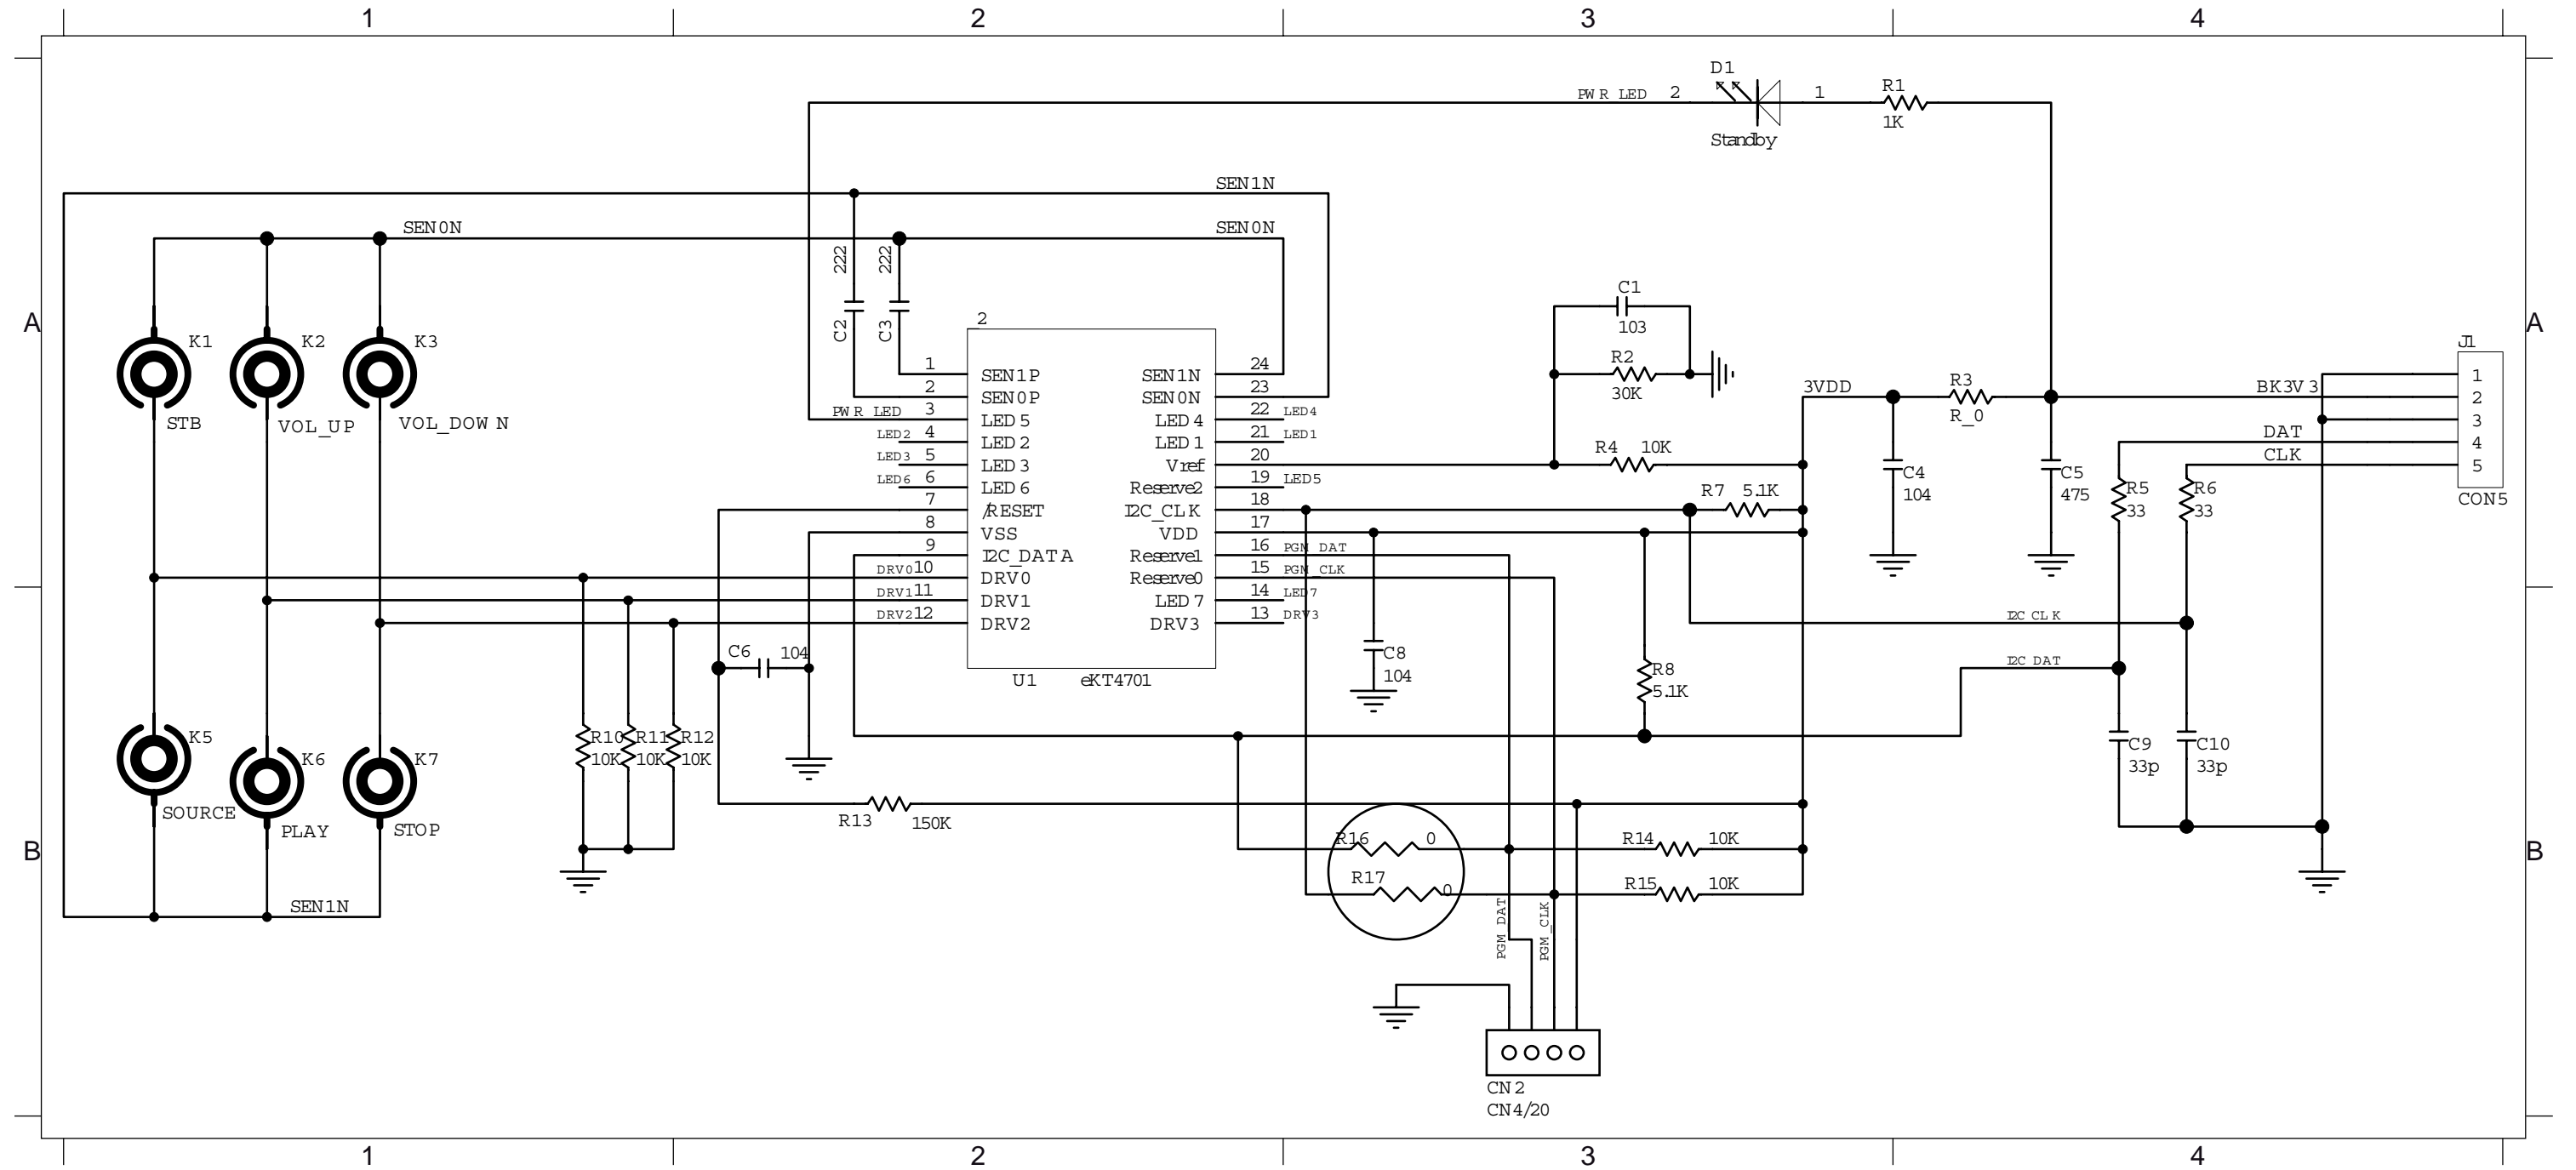 1 2 3 4
D1
PWR LED 2 1
R1
1K
Standby
SEN1N
SEN0N SEN0N
222 222
C2 C3
C1
103
R2
30K
A A
K1 K2 K3
STB VOL_UP VOL_DOWN
2
1 SEN1P SEN1N 24
2 SEN0P SEN0N 23
PWR LED 3 LED5 LED4 22 LED4
LED2 4 LED2 LED1 21 LED1
5 LED3 Vref 20
LED3
LED6 6 LED6 Reserve2 19 LED5
7 /RESET I2C_CLK 18
8 VSS VDD 17
9 I2C_DATA Reserve1 16 PGM_DAT
DRV0 10 DRV0 Reserve0 15 PGM_CLK
DRV1 11 DRV1 LED7 14 LED7
DRV2 12 DRV2 DRV3 13 DRV3
U1 eKT4701
R4 10K
R7 5.1K
3VDD
R3
R_0
BK3V3
DAT
CLK
J1
1
2
3
4
5
CON5
C4
104
C5
475
R5
33
R6
33
I2C CLK
I2C DAT
C6 104
C8
104
R8
5.1K
C9
33p
C10
33p
K5 K6 K7
SOURCE PLAY STOP
R10 R11 R12
10K 10K 10K
R13 150K
R16 0
R17 0
R14 10K
R15 10K
B B
SEN1N
PGM_DAT
PGM_CLK
CN2
CN4/20
1 2 3 4